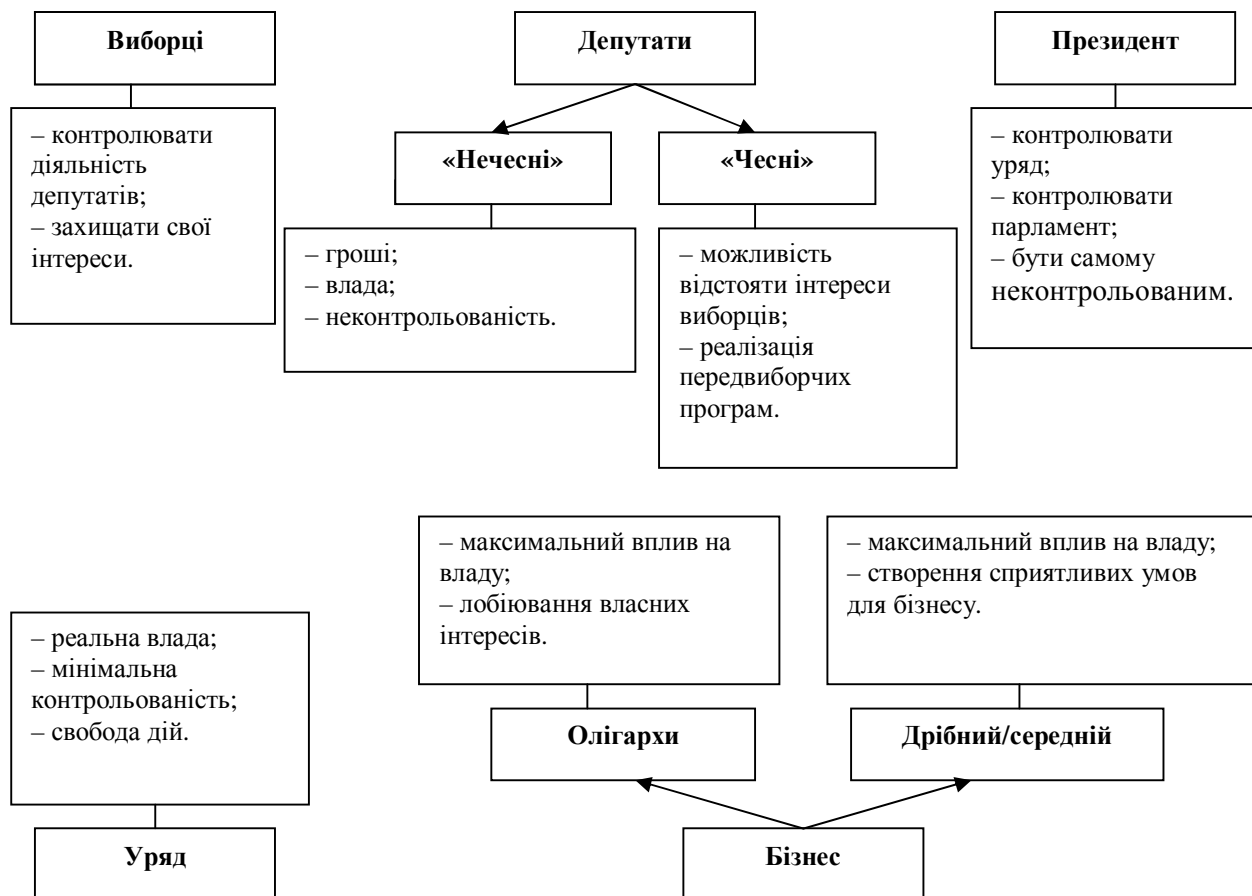 Виборці
Депутати
Президент
– контролювати
діяльність
депутатів;
– захищати свої
інтереси.
«Нечесні»
«Чесні»
– контролювати
уряд;
– контролювати
парламент;
– бути самому
неконтрольованим.
– гроші;
– влада;
– неконтрольованість.
– можливість
відстояти інтереси
виборців;
– реалізація
передвиборчих
програм.
– максимальний вплив на
владу;
– лобіювання власних
інтересів.
– максимальний вплив на владу;
– створення сприятливих умов
для бізнесу.
– реальна влада;
– мінімальна
контрольованість;
– свобода дій.
Олігархи
Дрібний/середній
Уряд
Бізнес